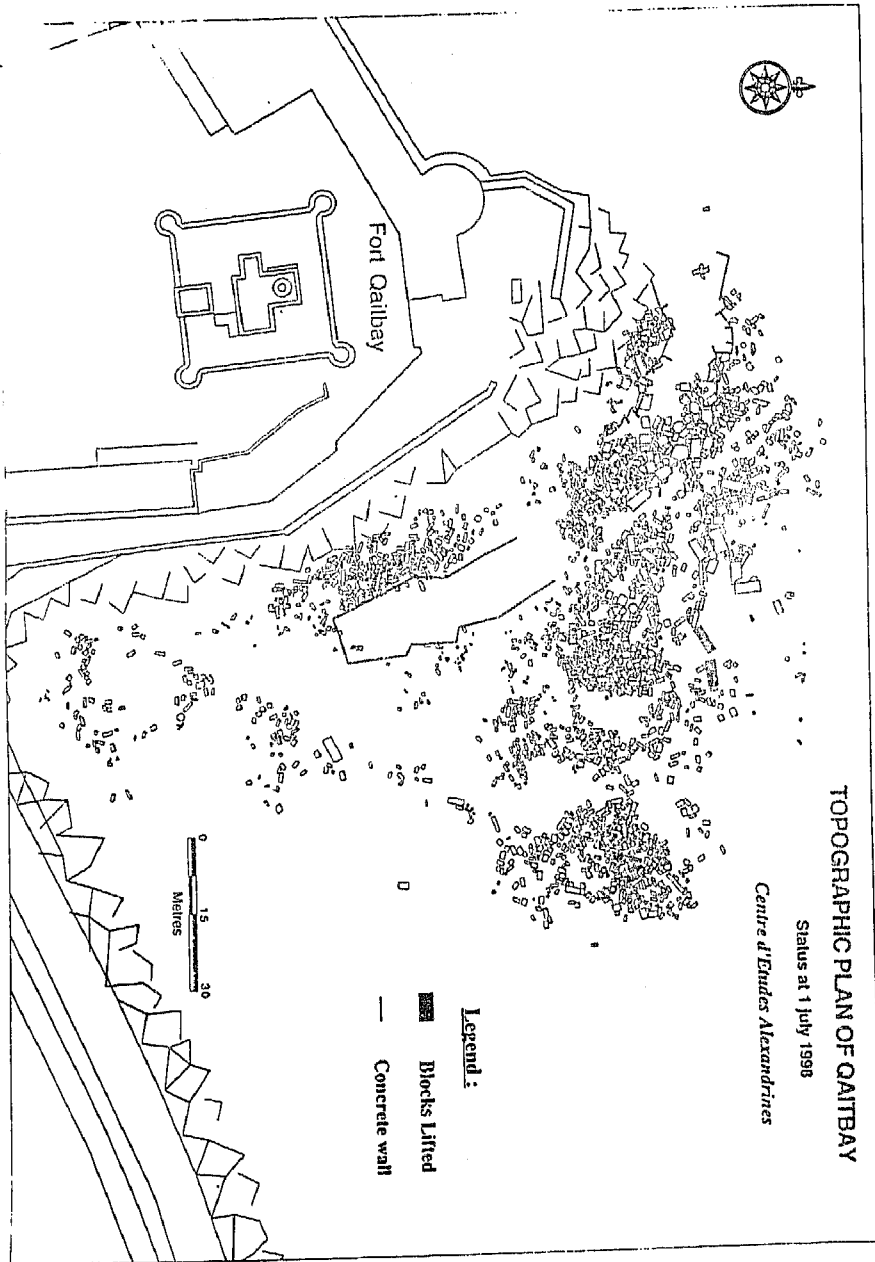 TOPOGRAPHIC PLAN OF QAITBAY
Status at 1 july 1998
Centre d'Etudes Alexandrines
Fort Qailbay
Legend :
Blocks Lifted
Concrete wall
0 15 30
Metres